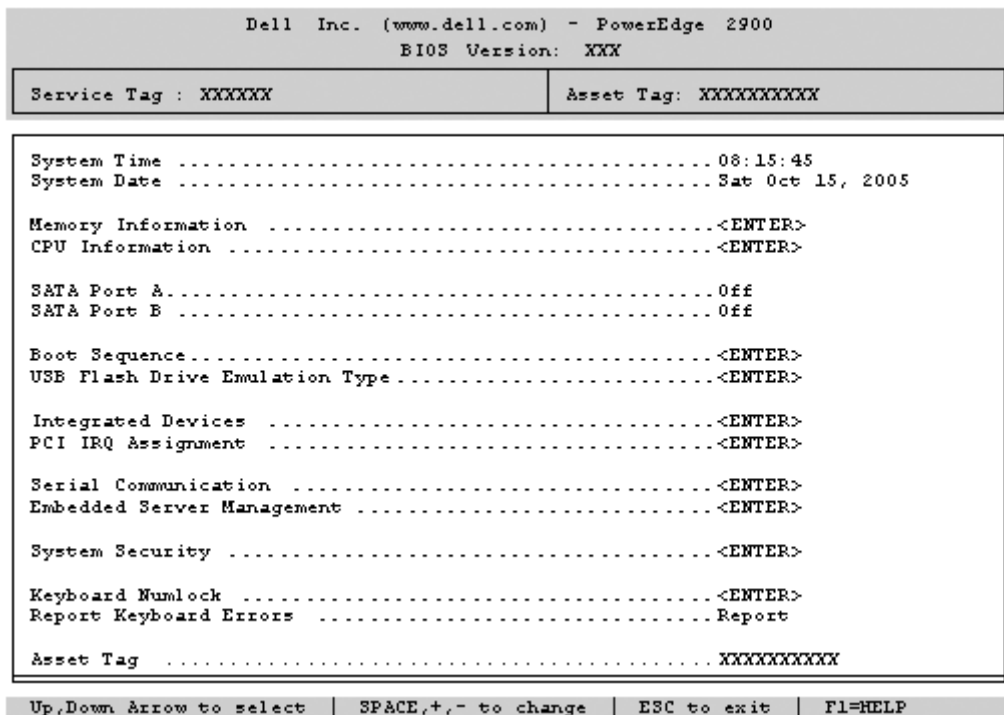 Dell Inc. (www.dell.com) - PowerEdge 2900
BIOS Version: XXX
Service Tag : XXXXXX Asset Tag: XXXXXXXXXX
System Time ........................................08:15:45
System Date ........................................Sat Oct 15, 2005
Memory Information .................................<ENTER>
CPU Information ....................................<ENTER>
SATA Port A.........................................Off
SATA Port B ........................................Off
Boot Sequence.......................................<ENTER>
USB Flash Drive Emulation Type......................<ENTER>
Integrated Devices .................................<ENTER>
PCI IRQ Assignment .................................<ENTER>
Serial Communication ...............................<ENTER>
Embedded Server Management .........................<ENTER>
System Security ....................................<ENTER>
Keyboard Numlock ...................................<ENTER>
Report Keyboard Errors .............................Report
Asset Tag ......................................... XXXXXXXXXX
Up,Down Arrow to select | SPACE,+,- to change | ESC to exit | F1=HELP